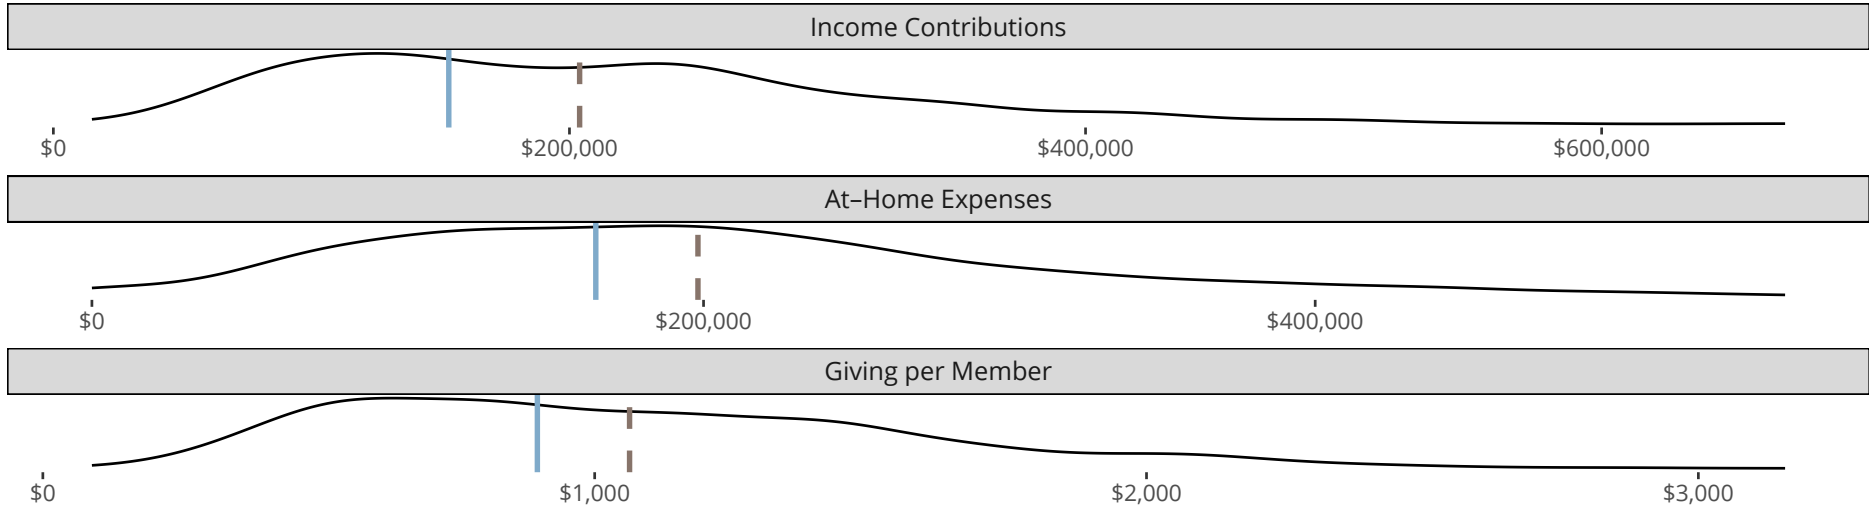 Income Contributions
$0 $200,000 $400,000 $600,000
At–Home Expenses
$0 $200,000 $400,000
Giving per Member
$0 $1,000 $2,000 $3,000